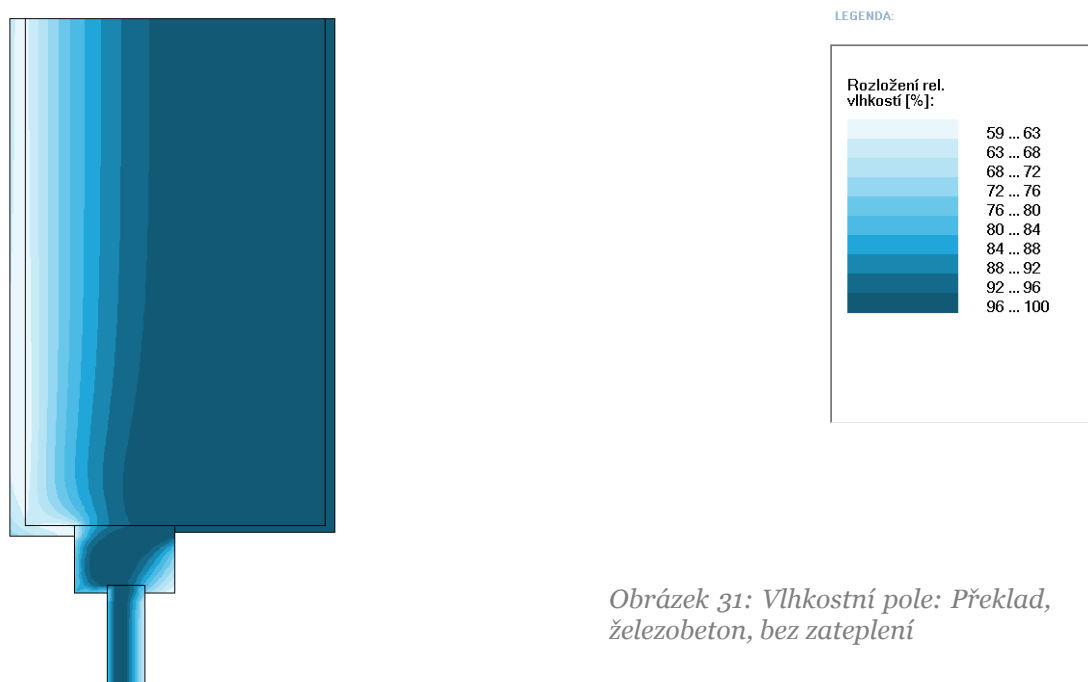 LEGENDA:
Rozložení rel.
vlhkostí [%]:
59 ... 63
63 ... 68
68 ... 72
72 ... 76
76 ... 80
80 ... 84
84 ... 88
88 ... 92
92 ... 96
96 ... 100
Obrázek 31: Vlhkostní pole: Překlad,
železobeton, bez zateplení